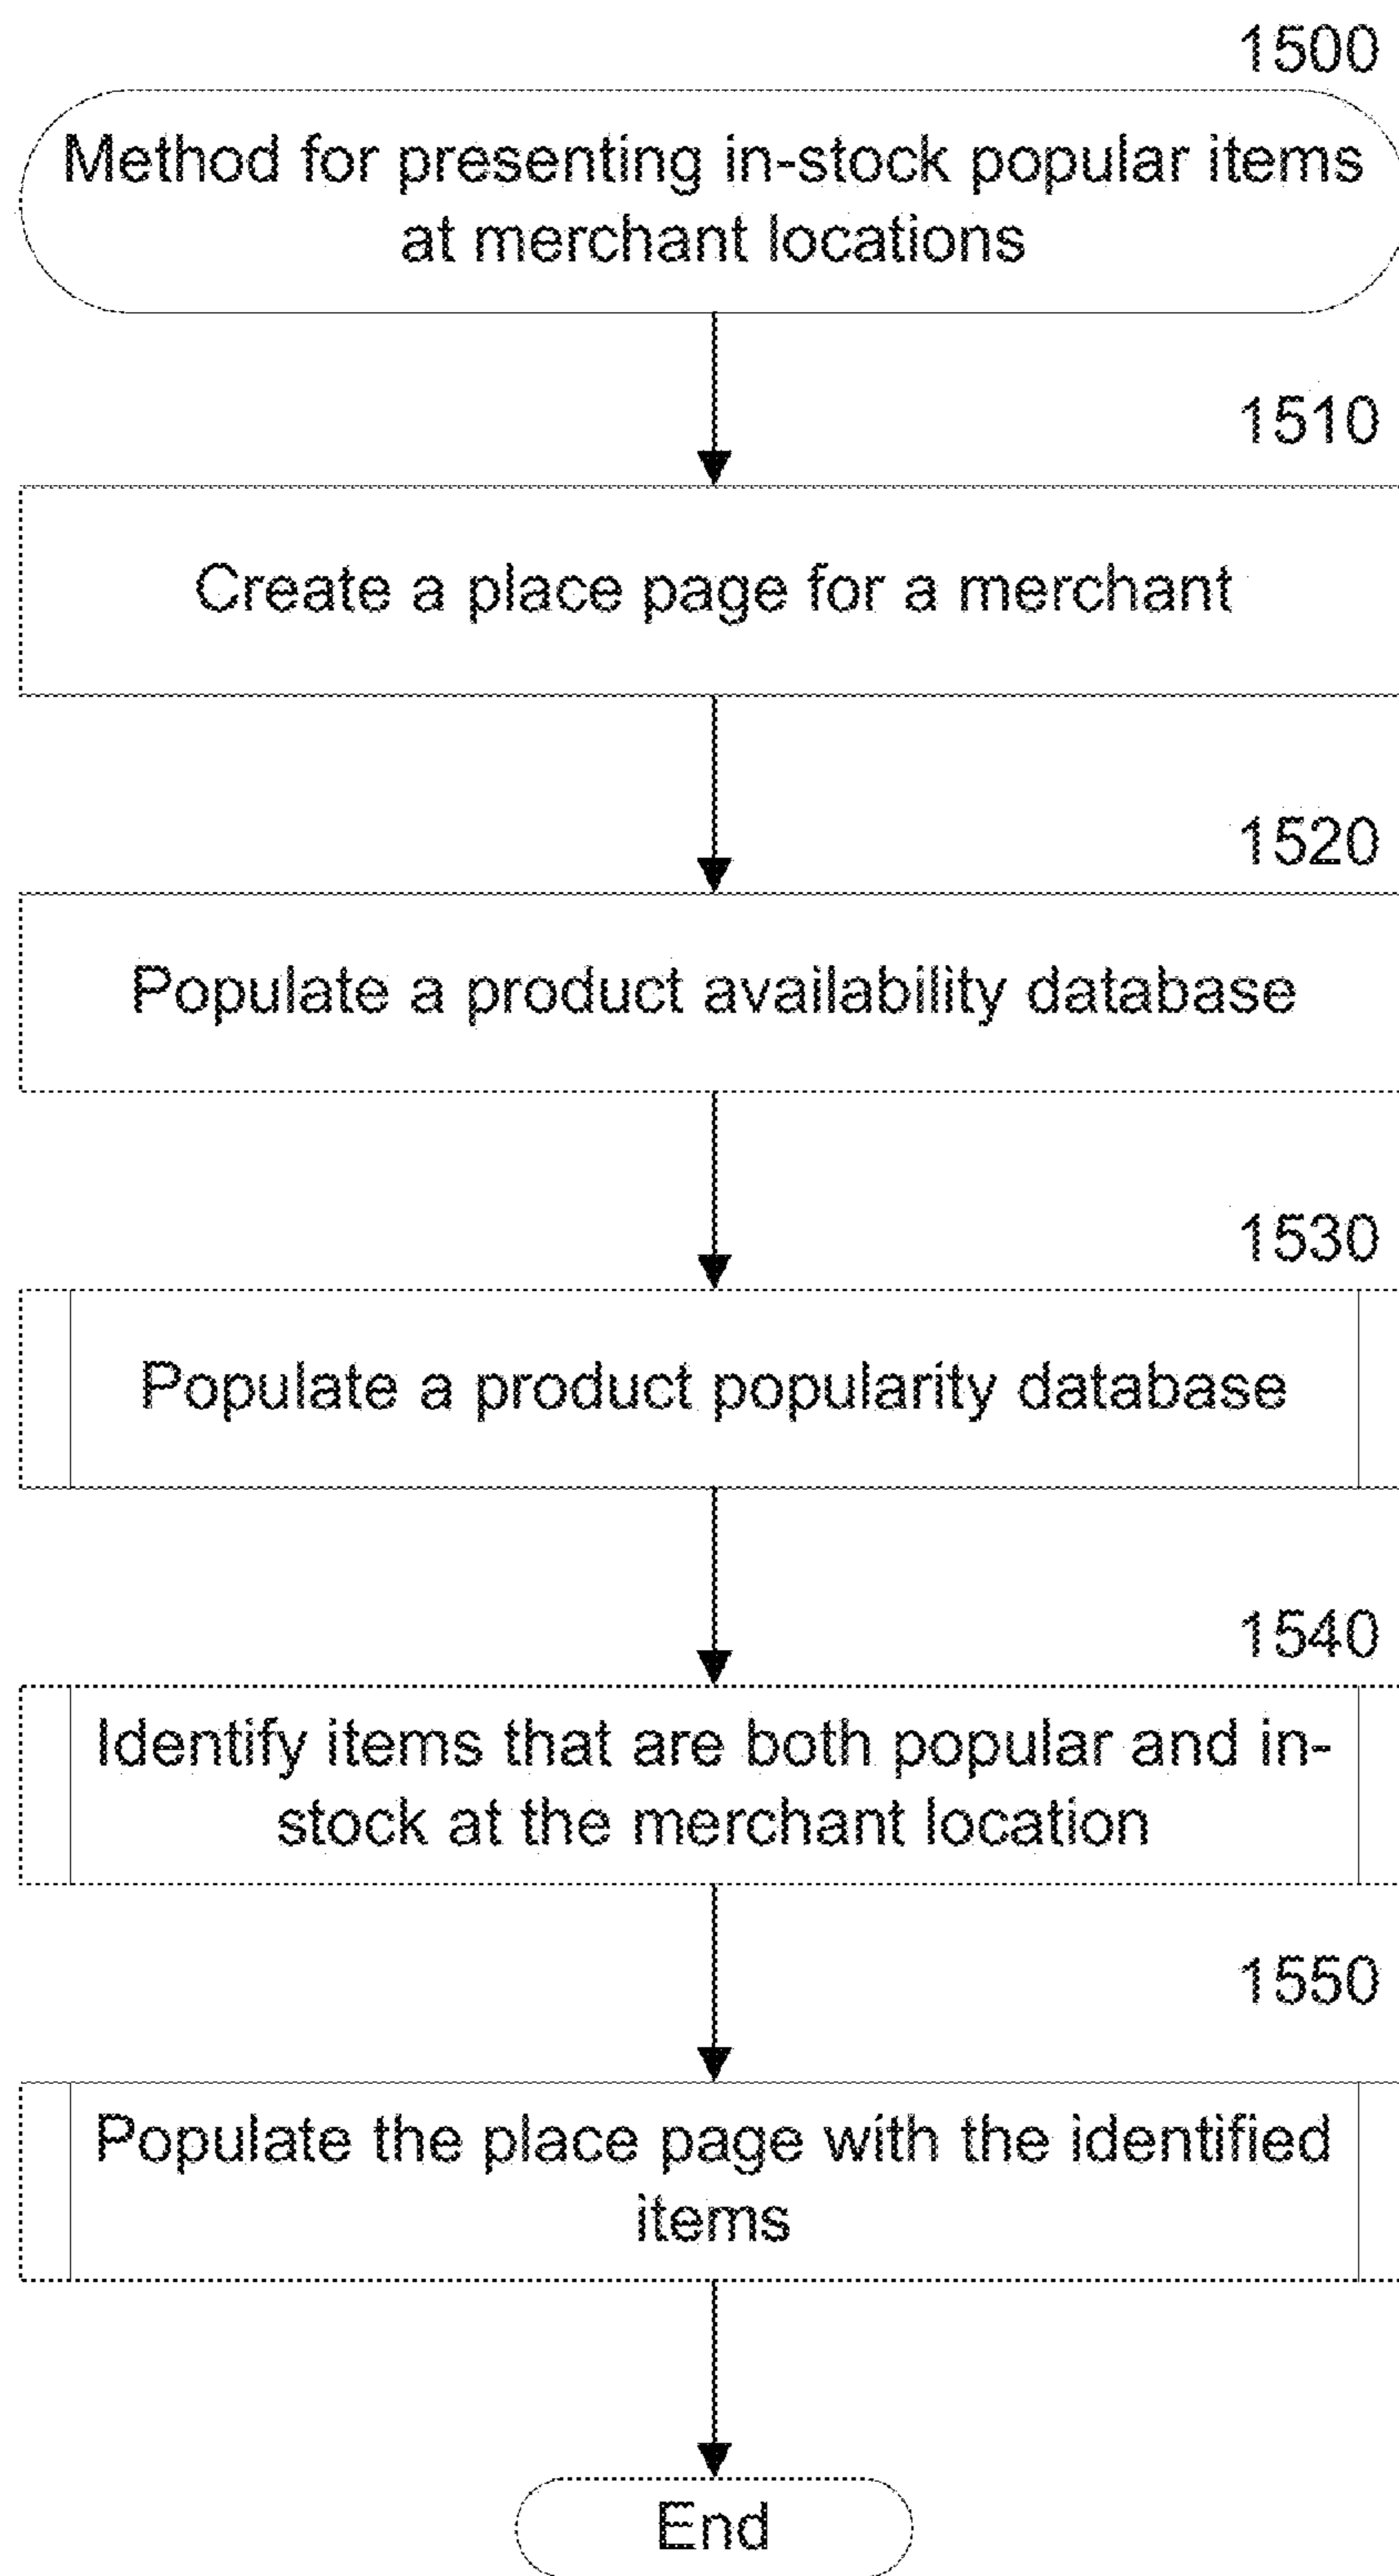 1500
Method for presenting in-stock popular items
at merchant locations
1510
Create a place page for a merchant
1520
Populate a product availability database
1530
Populate a product popularity database
1540
Identify items that are both popular and in-
stock at the merchant location
1550
Populate the place page with the identified
items
End